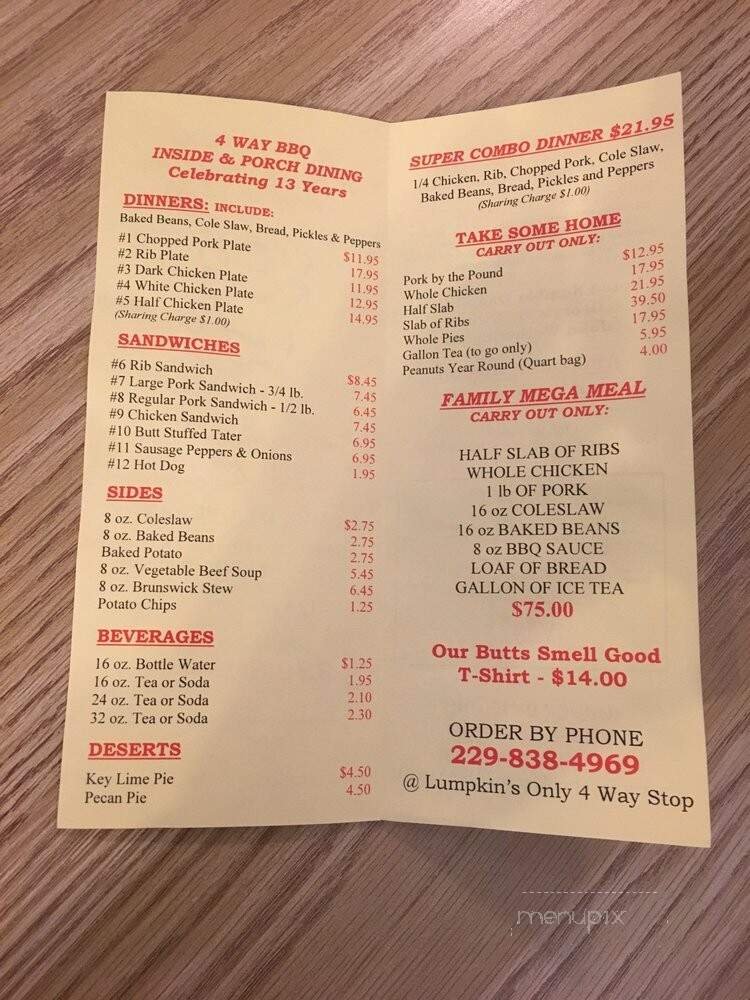 4 WAY BBQ
INSIDE & PORCH DINING
Celebrating 13 Years
DINNERS: INCLUDE:
Baked Beans, Cole Slaw, Bread, Pickles & Peppers
#1 Chopped Pork Plate $11.95
#2 Rib Plate 17.95
#3 Dark Chicken Plate 11.95
#4 White Chicken Plate 12.95
#5 Half Chicken Plate 14.95
(Sharing Charge $1.00)
SANDWICHES
#6 Rib Sandwich $8.45
#7 Large Pork Sandwich - 3/4 lb. 7.45
#8 Regular Pork Sandwich - 1/2 lb. 6.45
#9 Chicken Sandwich 7.45
#10 Butt Stuffed Tater 6.95
#11 Sausage Peppers & Onions 6.95
#12 Hot Dog 1.95
SIDES
8 oz. Coleslaw $2.75
8 oz. Baked Beans 2.75
Baked Potato 2.75
8 oz. Vegetable Beef Soup 5.45
8 oz. Brunswick Stew 6.45
Potato Chips 1.25
BEVERAGES
16 oz. Bottle Water $1.25
16 oz. Tea or Soda 1.95
24 oz. Tea or Soda 2.10
32 oz. Tea or Soda 2.30
DESERTS
Key Lime Pie $4.50
Pecan Pie 4.50
SUPER COMBO DINNER $21.95
1/4 Chicken, Rib, Chopped Pork, Cole Slaw,
Baked Beans, Bread, Pickles and Peppers
(Sharing Charge $1.00)
TAKE SOME HOME
CARRY OUT ONLY:
Pork by the Pound $12.95
Whole Chicken 17.95
Half Slab 21.95
Slab of Ribs 39.50
Whole Pies 17.95
Gallon Tea (to go only) 5.95
Peanuts Year Round (Quart bag) 4.00
FAMILY MEGA MEAL
CARRY OUT ONLY:
HALF SLAB OF RIBS
WHOLE CHICKEN
1 lb OF PORK
16 oz COLESLAW
16 oz BAKED BEANS
8 oz BBQ SAUCE
LOAF OF BREAD
GALLON OF ICE TEA
$75.00
Our Butts Smell Good
T-Shirt - $14.00
ORDER BY PHONE
229-838-4969
@ Lumpkin's Only 4 Way Stop
menupix